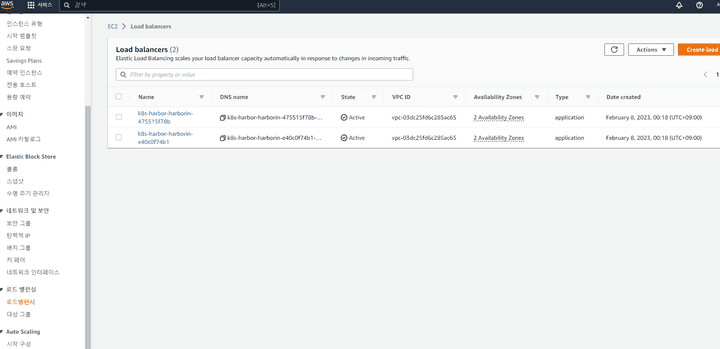 aws
서비스
검색
[Alt+S]
인스턴스 유형
시작 템플릿
스팟 요청
Savings Plans
예약 인스턴스
전용 호스트
용량 예약
이미지
AMI
AMI 카탈로그
Elastic Block Store
볼륨
스냅샷
수명 주기 관리자
네트워크 및 보안
보안 그룹
탄력적 IP
배치 그룹
키 페어
네트워크 인터페이스
로드 밸런싱
로드밸런서
대상 그룹
Auto Scaling
시작 구성
EC2 > Load balancers
Load balancers (2)
Elastic Load Balancing scales your load balancer capacity automatically in response to changes in incoming traffic.
Actions
Create load
Filter by property or value
1
Name DNS name State VPC ID Availability Zones Type Date created
k8s-harbor-harborin-475515f78b k8s-harbor-harborin-475515f78b-... Active vpc-03dc25fd6c285ac65 2 Availability Zones application February 8, 2023, 00:18 (UTC+09:00)
k8s-harbor-harborin-e40c0f74b1 k8s-harbor-harborin-e40c0f74b1-... Active vpc-03dc25fd6c285ac65 2 Availability Zones application February 8, 2023, 00:18 (UTC+09:00)